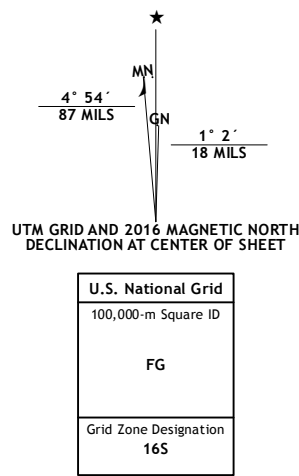 ★
MN
4° 54´
87 MILS
GN
1° 2´
18 MILS
UTM GRID AND 2016 MAGNETIC NORTH
DECLINATION AT CENTER OF SHEET
U.S. National Grid
100,000-m Square ID
FG
Grid Zone Designation
16S